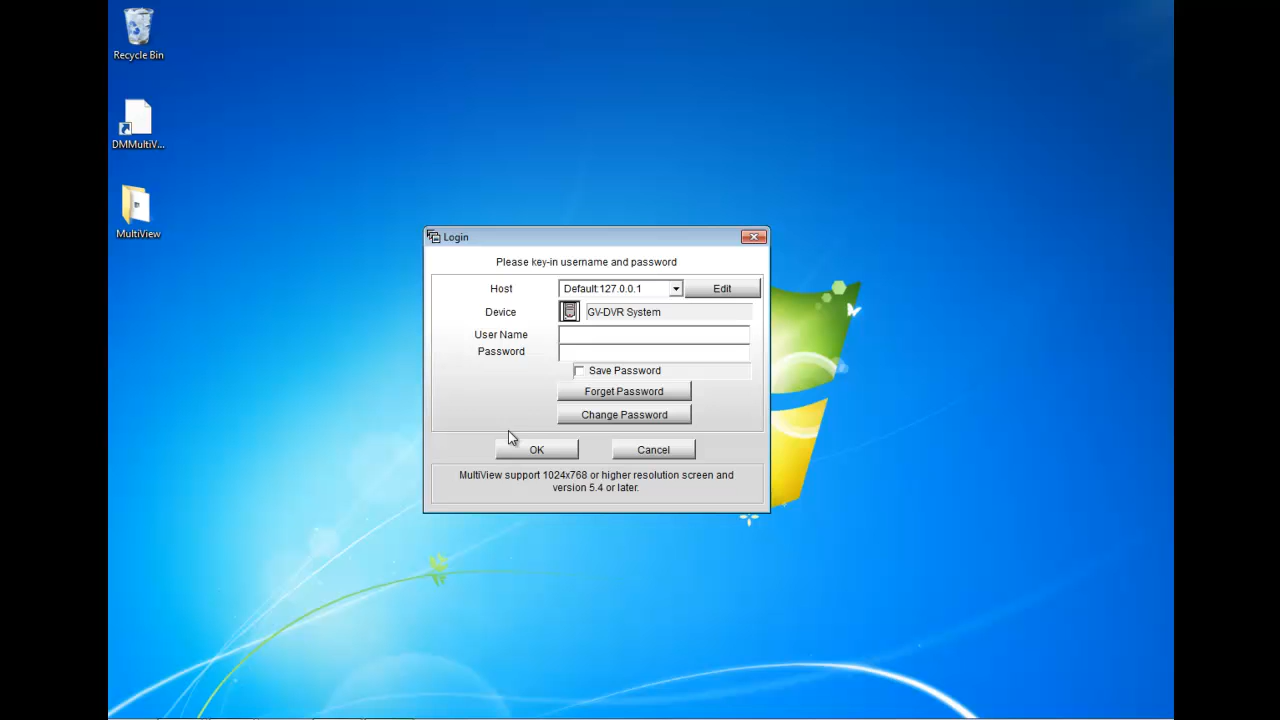 Recycle Bin
DMMultiV...
MultiView
Login
Please key-in username and password
Host Default:127.0.0.1 Edit
Device GV-DVR System
User Name
Password
Save Password
Forget Password
Change Password
OK Cancel
MultiView support 1024x768 or higher resolution screen and
version 5.4 or later.